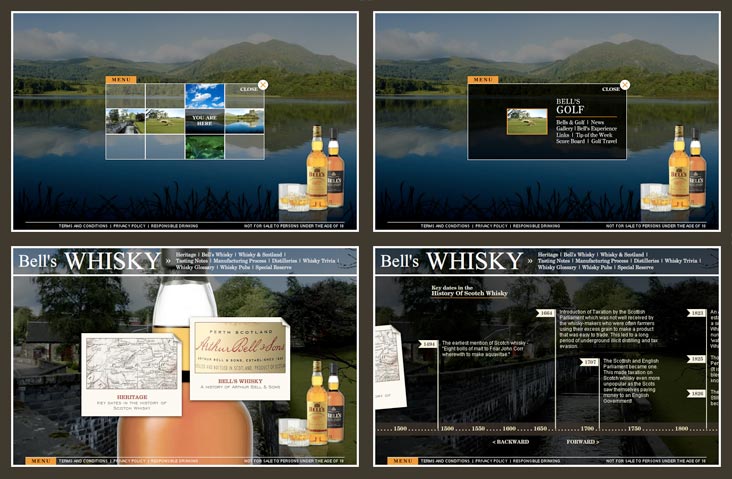 MENU
CLOSE
YOU ARE
HERE
BELL'S
TERMS AND CONDITIONS | PRIVACY POLICY | RESPONSIBLE DRINKING
NOT FOR SALE TO PERSONS UNDER THE AGE OF 18
MENU
CLOSE
BELL'S
GOLF
Bells & Golf | News
Gallery | Bell's Experience
Links | Tip of the Week
Score Board | Golf Travel
BELL'S
TERMS AND CONDITIONS | PRIVACY POLICY | RESPONSIBLE DRINKING
NOT FOR SALE TO PERSONS UNDER THE AGE OF 18
Bell's WHISKY »
Heritage | Bell's Whisky | Whisky & Scotland |
Tasting Notes | Manufacturing Process | Distilleries | Whisky Trivia |
Whisky Glossary | Whisky Pubs | Special Reserve
PERTH SCOTLAND
Arthur Bell & Sons
ARTHUR BELL & SONS, ESTABLISHED
HERITAGE
KEY DATES IN THE HISTORY OF
SCOTCH WHISKY
BELL'S WHISKY
A HISTORY OF ARTHUR BELL & SONS
BELL'S
MENU
TERMS AND CONDITIONS | PRIVACY POLICY | RESPONSIBLE DRINKING
NOT FOR SALE TO PERSONS UNDER THE AGE OF 18
Bell's WHISKY »
Heritage | Bell's Whisky | Whisky & Scotland |
Tasting Notes | Manufacturing Process | Distilleries | Whisky Trivia |
Whisky Glossary | Whisky Pubs | Special Reserve
Key dates in the
History Of Scotch Whisky
1494
The earliest mention of Scotch whisky -
"Eight bolls of malt to Friar John Corr
wherewith to make aquavitae."
1664
Introduction of Taxation by the Scottish
Parliament which was not well received by
the whisky-makers who were often farmers
using their excess grain to make a product
that was easy to trade. This led to a long
period of underground illicit distilling and tax
evasion.
1707
The Scottish and English
Parliament became one.
This made taxation on
Scotch whisky even more
unpopular as the Scots
saw themselves paying
money to an English
Government!
1823
1825
1826
1500
1550
1600
1650
1700
1750
1800
< BACKWARD
FORWARD >
MENU
TERMS AND CONDITIONS | PRIVACY POLICY | RESPONSIBLE DRINKING
NOT FOR SALE TO PERSONS UNDER THE AGE OF 18